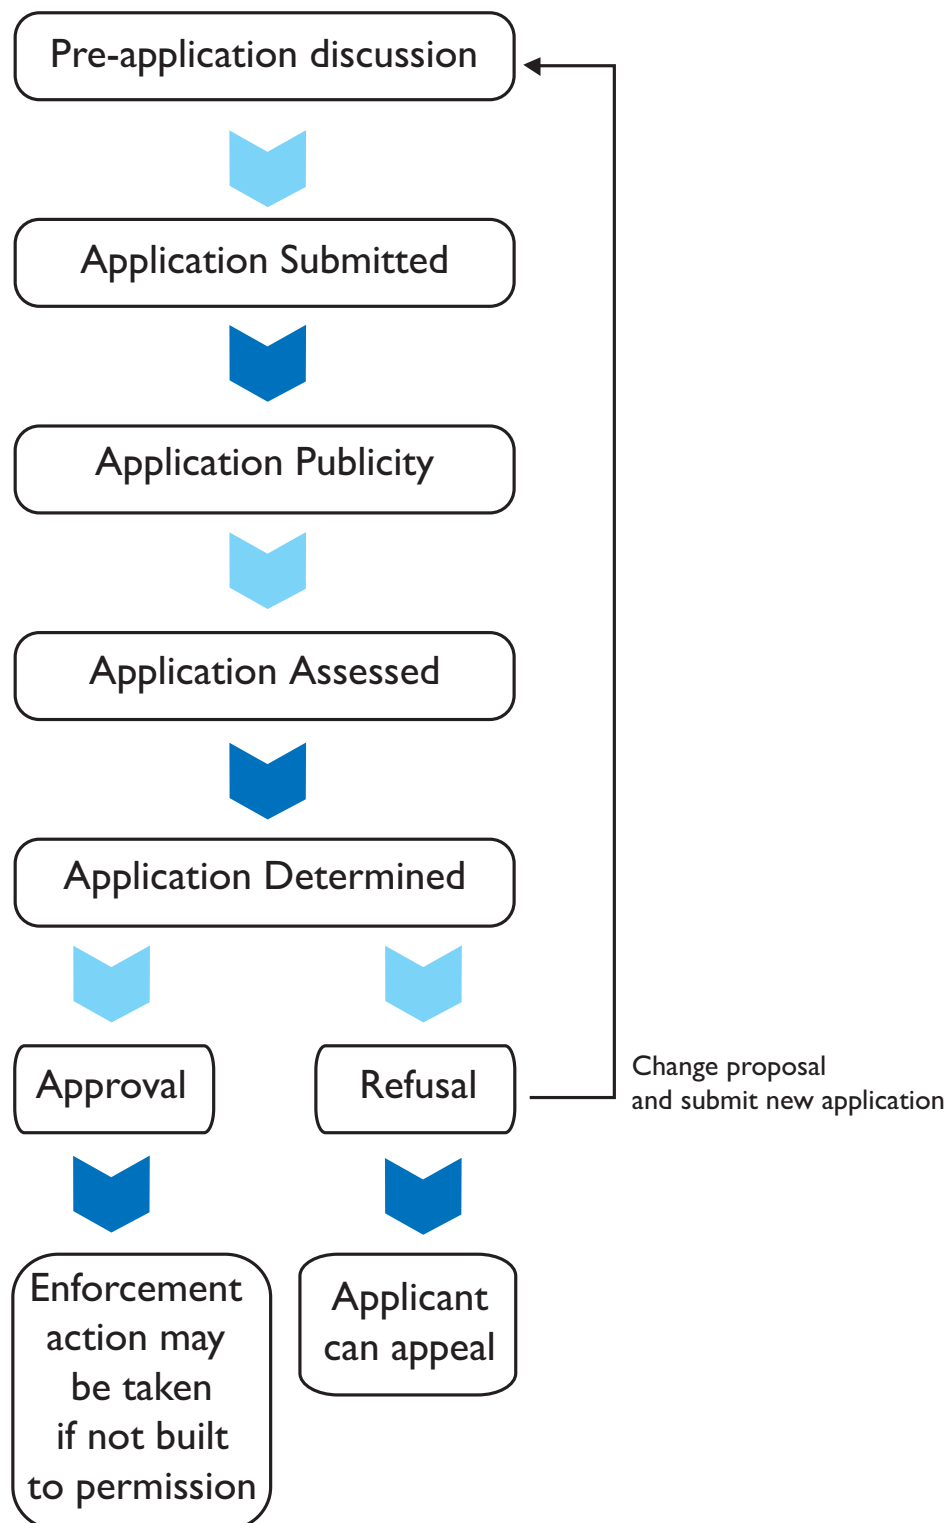 Pre-application discussion
Application Submitted
Application Publicity
Application Assessed
Application Determined
Approval
Refusal
Change proposal
and submit new application
Enforcement
action may
be taken
if not built
to permission
Applicant
can appeal